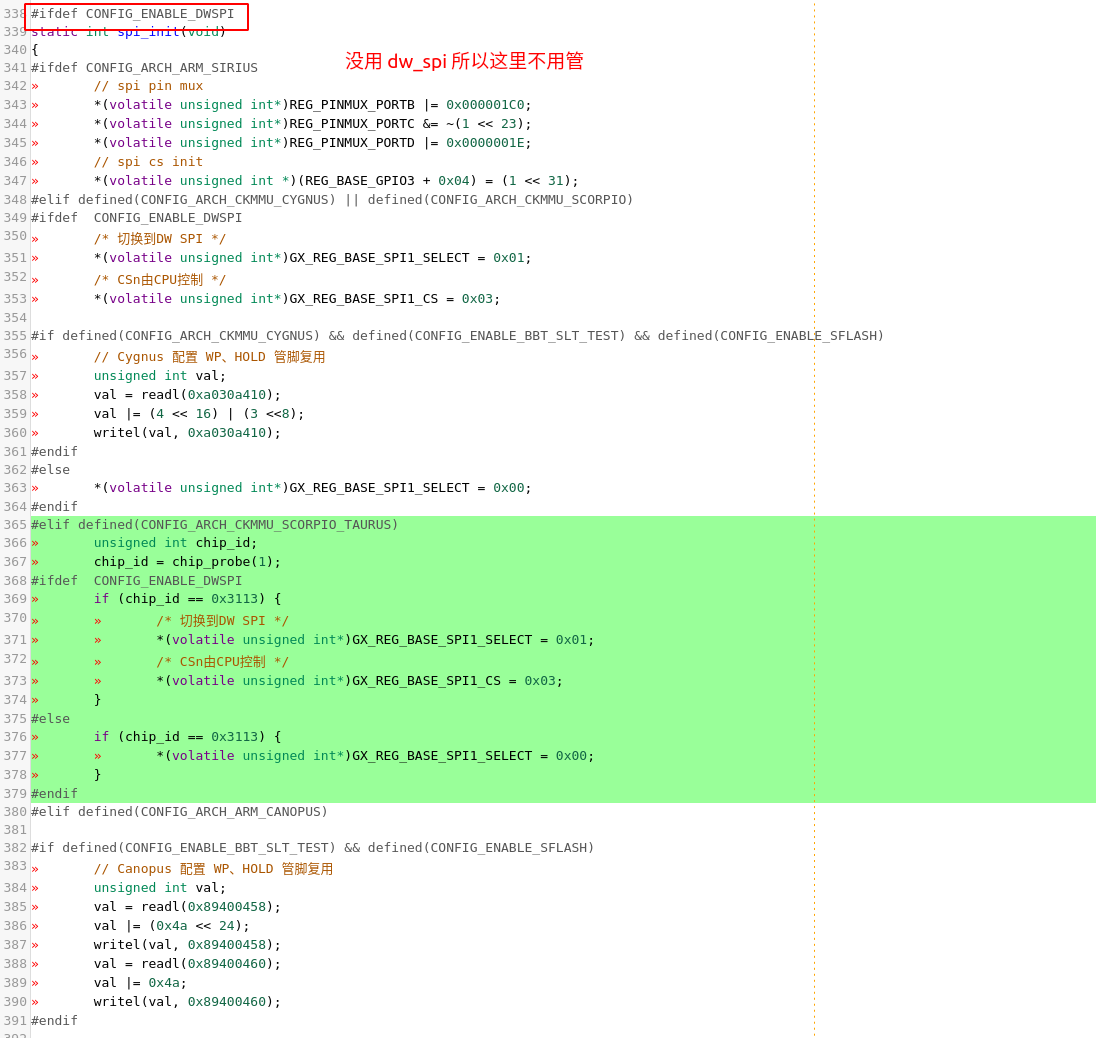 338 #ifdef CONFIG_ENABLE_DWSPI
339 static int spi_init(void)
340 {
没用 dw_spi 所以这里不用管
341 #ifdef CONFIG_ARCH_ARM_SIRIUS
342 »       // spi pin mux
343 »       *(volatile unsigned int*)REG_PINMUX_PORTB |= 0x000001C0;
344 »       *(volatile unsigned int*)REG_PINMUX_PORTC &= ~(1 << 23);
345 »       *(volatile unsigned int*)REG_PINMUX_PORTD |= 0x0000001E;
346 »       // spi cs init
347 »       *(volatile unsigned int *)(REG_BASE_GPIO3 + 0x04) = (1 << 31);
348 #elif defined(CONFIG_ARCH_CKMMU_CYGNUS) || defined(CONFIG_ARCH_CKMMU_SCORPIO)
349 #ifdef  CONFIG_ENABLE_DWSPI
350 »       /* 切换到DW SPI */
351 »       *(volatile unsigned int*)GX_REG_BASE_SPI1_SELECT = 0x01;
352 »       /* CSn由CPU控制 */
353 »       *(volatile unsigned int*)GX_REG_BASE_SPI1_CS = 0x03;
354
355 #if defined(CONFIG_ARCH_CKMMU_CYGNUS) && defined(CONFIG_ENABLE_BBT_SLT_TEST) && defined(CONFIG_ENABLE_SFLASH)
356 »       // Cygnus 配置 WP、HOLD 管脚复用
357 »       unsigned int val;
358 »       val = readl(0xa030a410);
359 »       val |= (4 << 16) | (3 <<8);
360 »       writel(val, 0xa030a410);
361 #endif
362 #else
363 »       *(volatile unsigned int*)GX_REG_BASE_SPI1_SELECT = 0x00;
364 #endif
365 #elif defined(CONFIG_ARCH_CKMMU_SCORPIO_TAURUS)
366 »       unsigned int chip_id;
367 »       chip_id = chip_probe(1);
368 #ifdef  CONFIG_ENABLE_DWSPI
369 »       if (chip_id == 0x3113) {
370 »       »       /* 切换到DW SPI */
371 »       »       *(volatile unsigned int*)GX_REG_BASE_SPI1_SELECT = 0x01;
372 »       »       /* CSn由CPU控制 */
373 »       »       *(volatile unsigned int*)GX_REG_BASE_SPI1_CS = 0x03;
374 »       }
375 #else
376 »       if (chip_id == 0x3113) {
377 »       »       *(volatile unsigned int*)GX_REG_BASE_SPI1_SELECT = 0x00;
378 »       }
379 #endif
380 #elif defined(CONFIG_ARCH_ARM_CANOPUS)
381
382 #if defined(CONFIG_ENABLE_BBT_SLT_TEST) && defined(CONFIG_ENABLE_SFLASH)
383 »       // Canopus 配置 WP、HOLD 管脚复用
384 »       unsigned int val;
385 »       val = readl(0x89400458);
386 »       val |= (0x4a << 24);
387 »       writel(val, 0x89400458);
388 »       val = readl(0x89400460);
389 »       val |= 0x4a;
390 »       writel(val, 0x89400460);
391 #endif